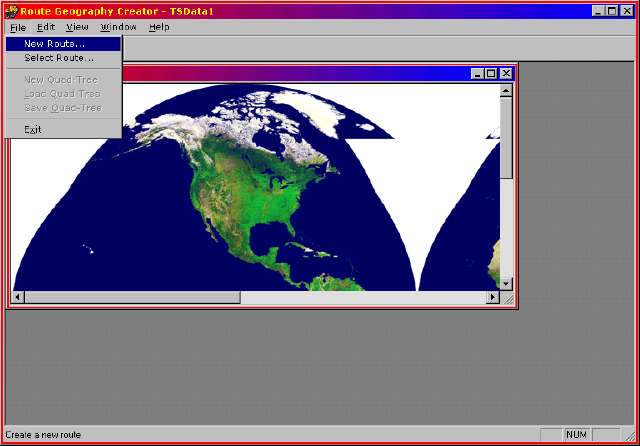 Route Geography Creator - TSData1
File Edit View Window Help
New Route...
Select Route...
New Quad-Tree
Load Quad-Tree
Save Quad-Tree
Exit
Create a new route
NUM